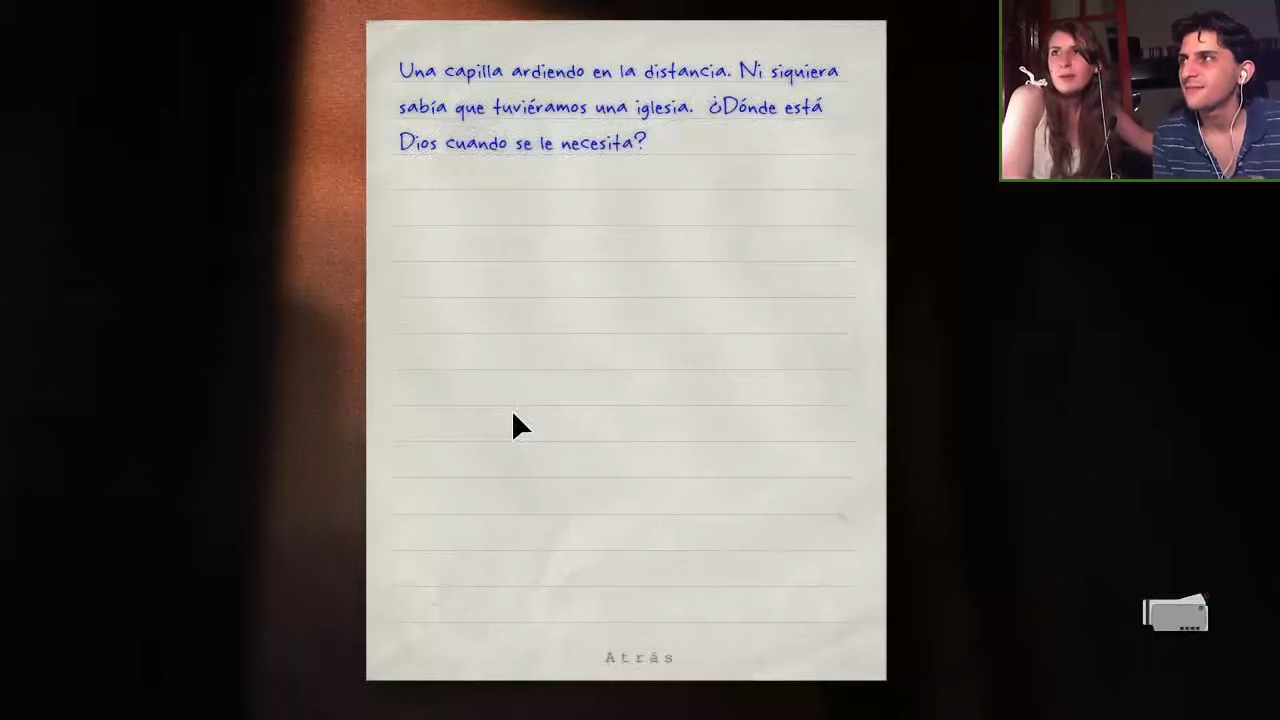 Una capilla ardiendo en la distancia. Ni siquiera
sabía que tuviéramos una iglesia. ¿Dónde está
Dios cuando se le necesita?
Atrás